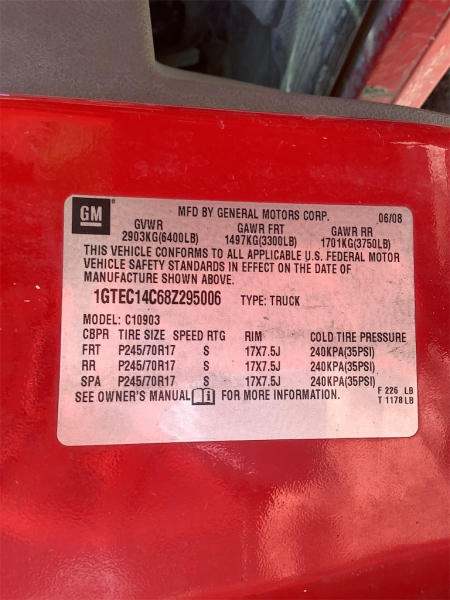 GM MFD BY GENERAL MOTORS CORP. 06/08
GVWR GAWR FRT GAWR RR
2903KG(6400LB) 1497KG(3300LB) 1701KG(3750LB)
THIS VEHICLE CONFORMS TO ALL APPLICABLE U.S. FEDERAL MOTOR
VEHICLE SAFETY STANDARDS IN EFFECT ON THE DATE OF
MANUFACTURE SHOWN ABOVE.
1GTEC14C68Z295006 TYPE: TRUCK
MODEL: C10903
CBPR TIRE SIZE SPEED RTG RIM COLD TIRE PRESSURE
FRT P245/70R17 S 17X7.5J 240KPA(35PSI)
RR P245/70R17 S 17X7.5J 240KPA(35PSI)
SPA P245/70R17 S 17X7.5J 240KPA(35PSI)
SEE OWNER'S MANUAL i FOR MORE INFORMATION. F 226 LB
T 1178 LB